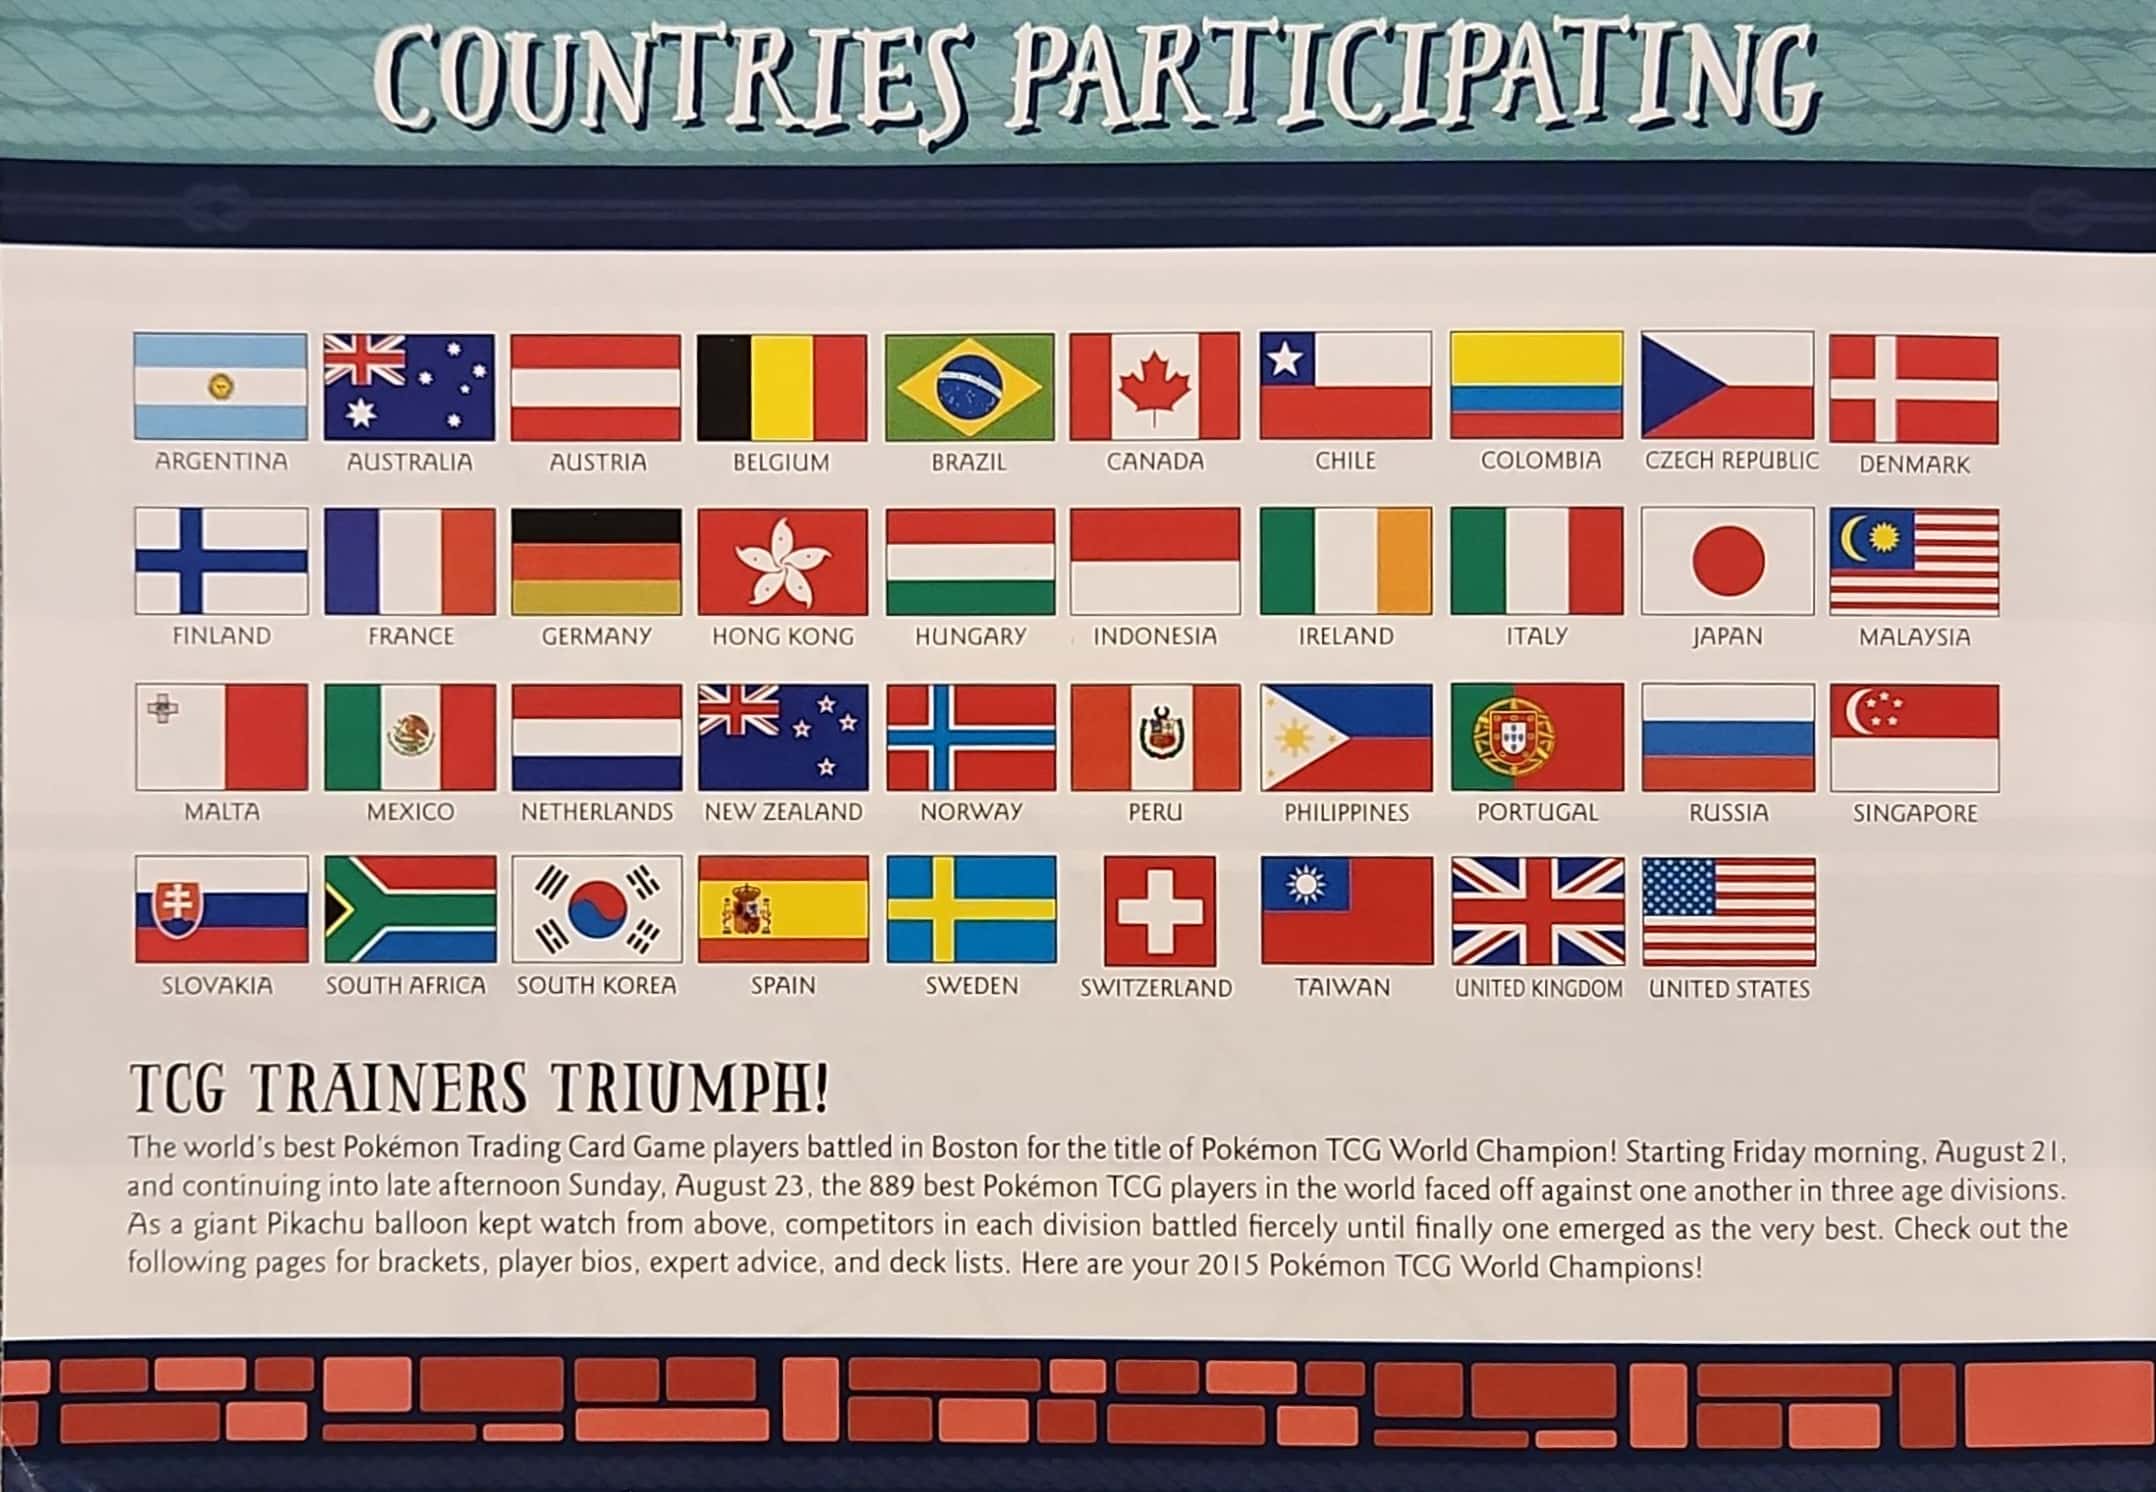 COUNTRIES PARTICIPATING
ARGENTINA AUSTRALIA AUSTRIA BELGIUM BRAZIL CANADA CHILE COLOMBIA CZECH REPUBLIC DENMARK
FINLAND FRANCE GERMANY HONG KONG HUNGARY INDONESIA IRELAND ITALY JAPAN MALAYSIA
MALTA MEXICO NETHERLANDS NEW ZEALAND NORWAY PERU PHILIPPINES PORTUGAL RUSSIA SINGAPORE
SLOVAKIA SOUTH AFRICA SOUTH KOREA SPAIN SWEDEN SWITZERLAND TAIWAN UNITED KINGDOM UNITED STATES
TCG TRAINERS TRIUMPH!
The world's best Pokémon Trading Card Game players battled in Boston for the title of Pokémon TCG World Champion! Starting Friday morning, August 21,
and continuing into late afternoon Sunday, August 23, the 889 best Pokémon TCG players in the world faced off against one another in three age divisions.
As a giant Pikachu balloon kept watch from above, competitors in each division battled fiercely until finally one emerged as the very best. Check out the
following pages for brackets, player bios, expert advice, and deck lists. Here are your 2015 Pokémon TCG World Champions!